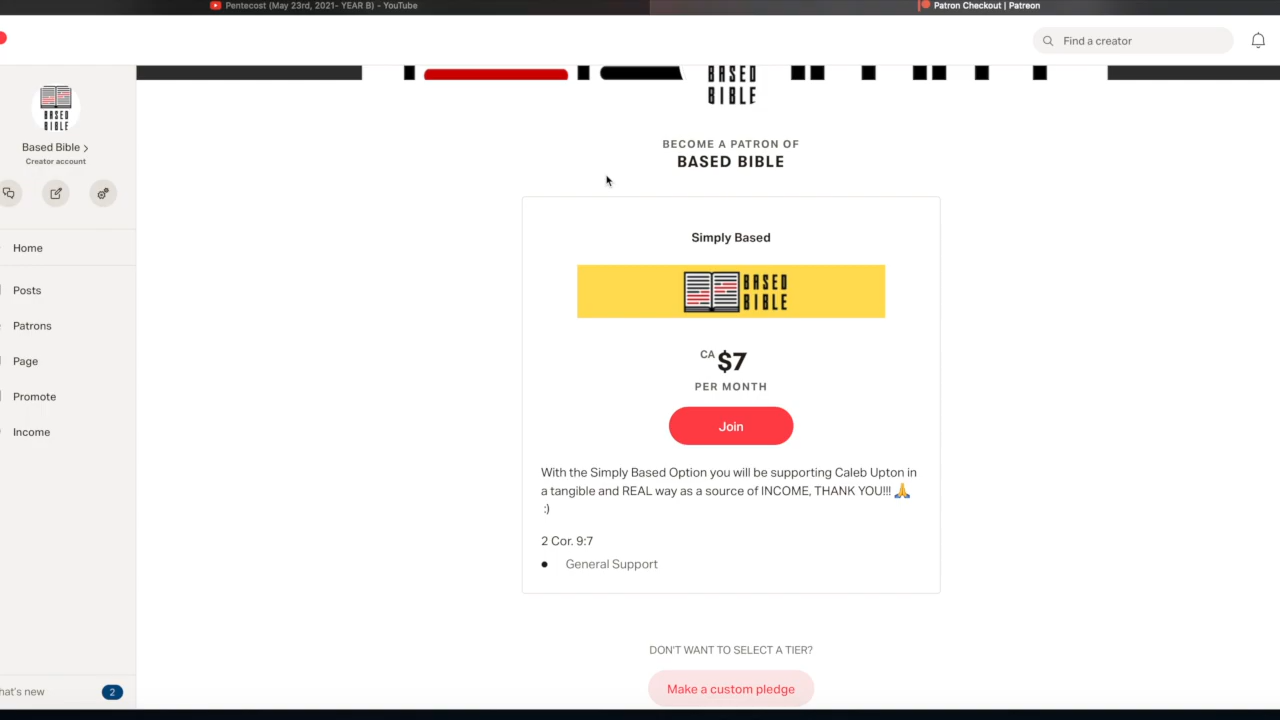 Pentecost (May 23rd, 2021- YEAR B) - YouTube
Patron Checkout | Patreon
Find a creator
BASED
BIBLE
BASED
BIBLE
Based Bible
Creator account
BECOME A PATRON OF
BASED BIBLE
Home
Posts
Patrons
Page
Promote
Income
hat's new
2
Simply Based
BASED
BIBLE
CA $7
PER MONTH
Join
With the Simply Based Option you will be supporting Caleb Upton in
a tangible and REAL way as a source of INCOME, THANK YOU!!! 🙏
:)
2 Cor. 9:7
General Support
DON'T WANT TO SELECT A TIER?
Make a custom pledge